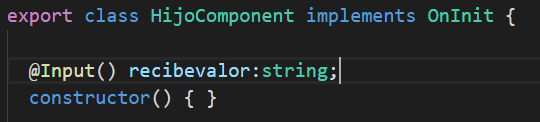 export class HijoComponent implements OnInit {
@Input() recibevalor:string;
constructor() { }